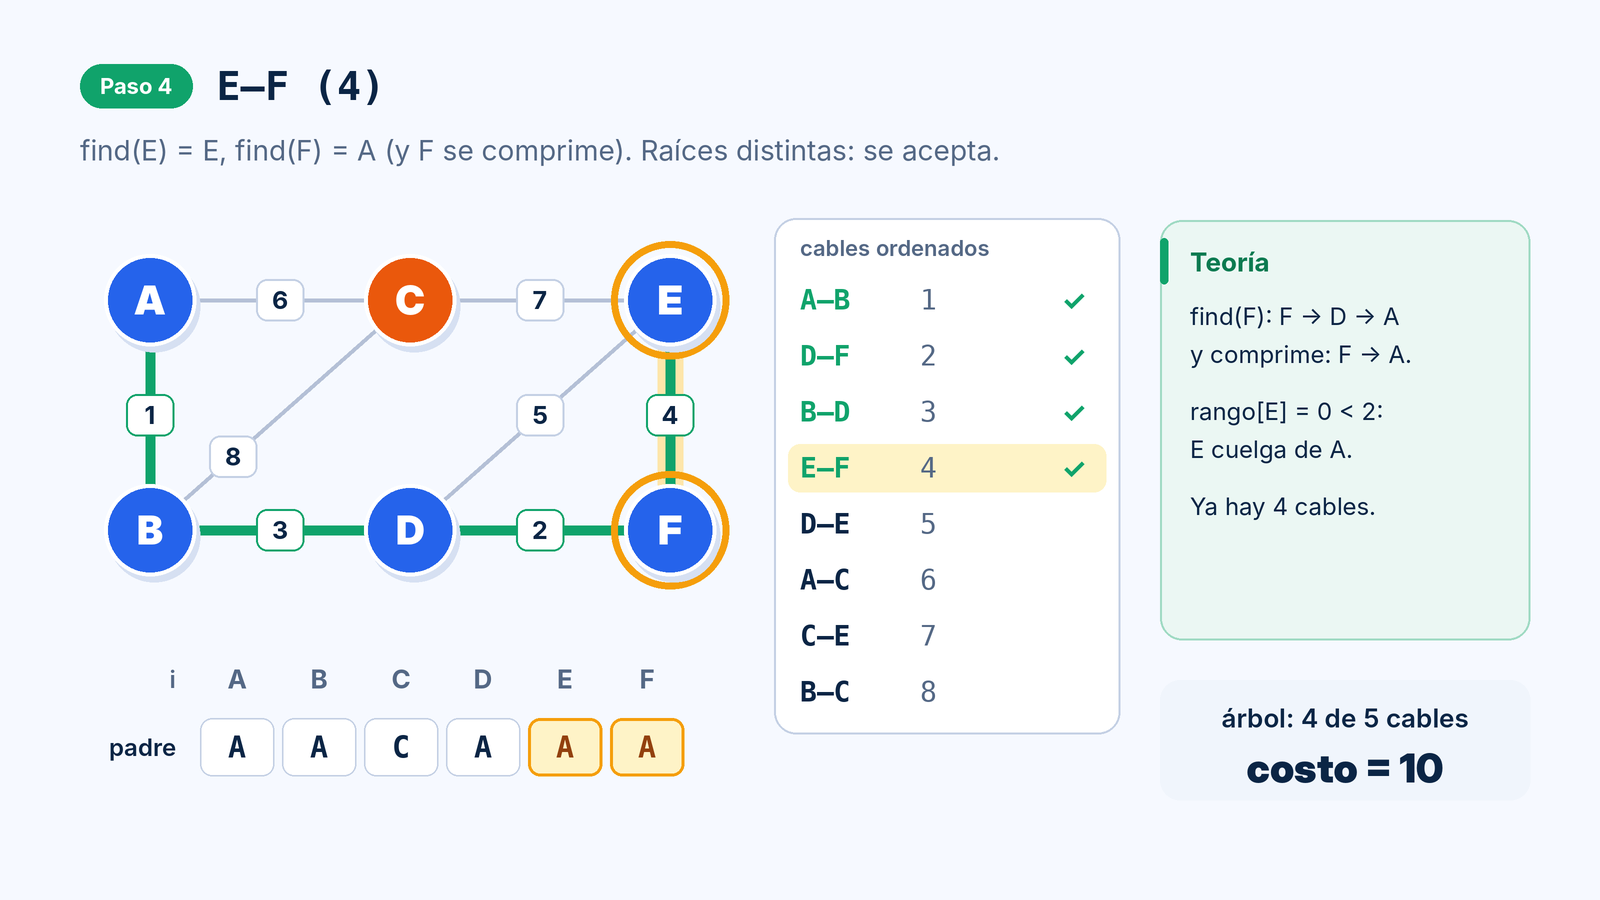 Paso 4
E—F (4)
find(E) = E, find(F) = A (y F se comprime). Raíces distintas: se acepta.
A
6
C
7
E
1
8
5
4
B
3
D
2
F
i A B C D E F
padre A A C A A A
cables ordenados
A—B 1 ✓
D—F 2 ✓
B—D 3 ✓
E—F 4 ✓
D—E 5
A—C 6
C—E 7
B—C 8
Teoría
find(F): F → D → A
y comprime: F → A.
rango[E] = 0 < 2:
E cuelga de A.
Ya hay 4 cables.
árbol: 4 de 5 cables
costo = 10